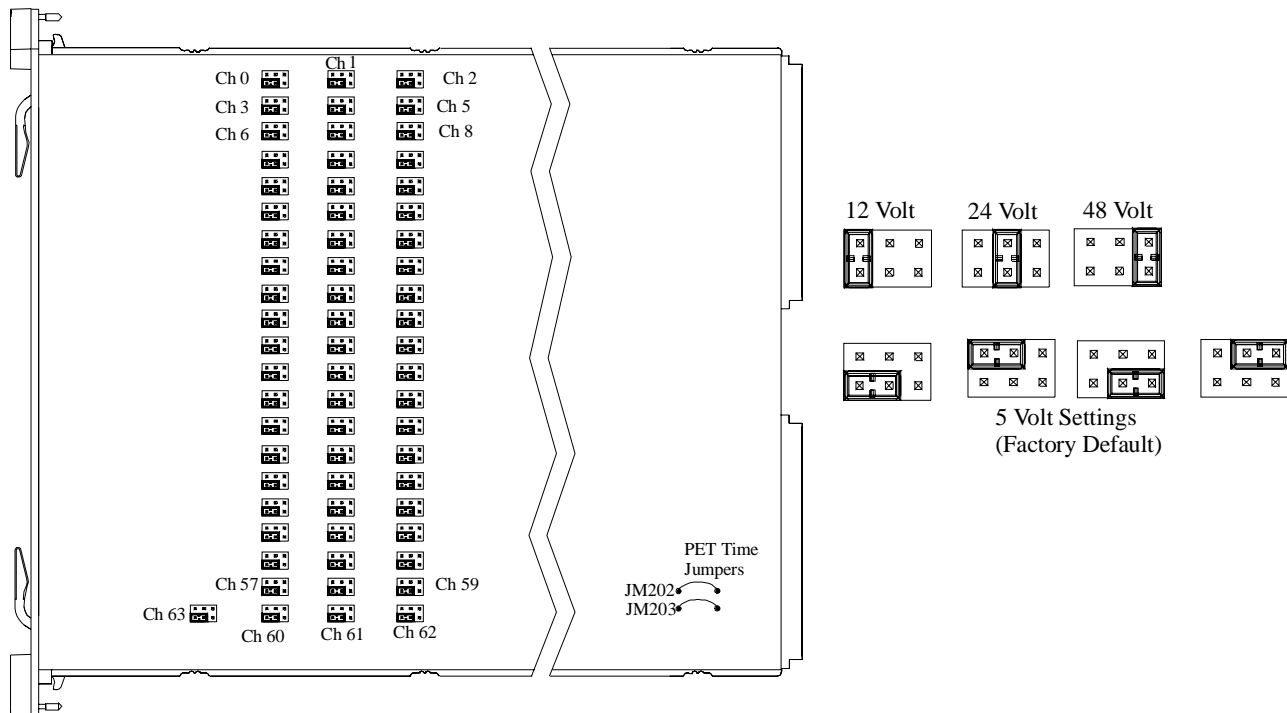 Ch 0
Ch 1
Ch 2
Ch 3
Ch 5
Ch 6
Ch 8
12 Volt
24 Volt
48 Volt
5 Volt Settings
(Factory Default)
PET Time
Jumpers
JM202
JM203
Ch 57
Ch 59
Ch 63
Ch 60
Ch 61
Ch 62